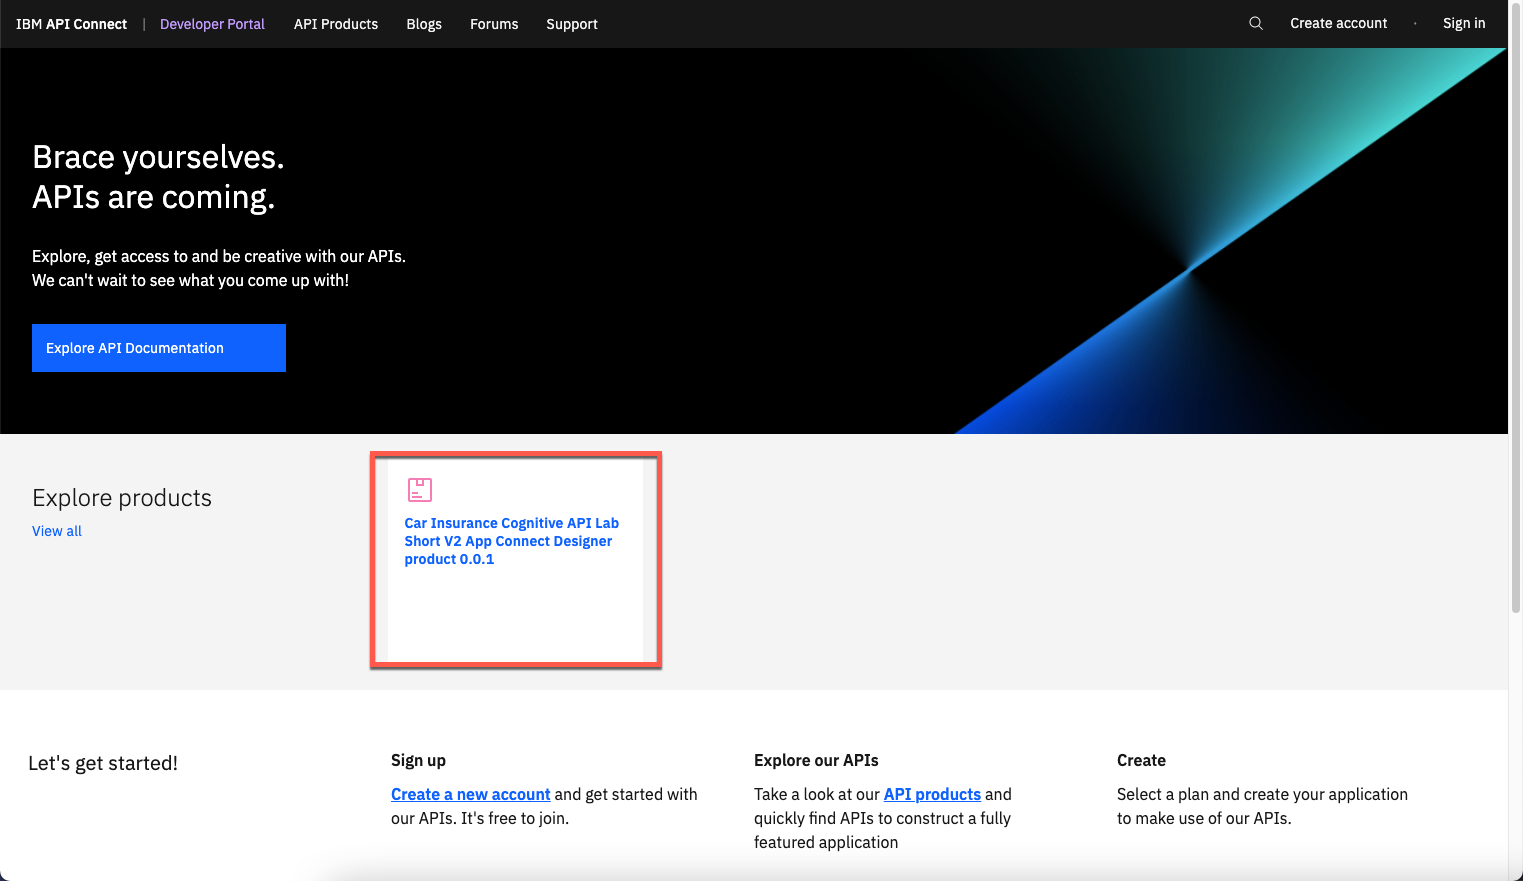 IBM API Connect | Developer Portal API Products Blogs Forums Support Create account · Sign in
Brace yourselves.
APIs are coming.
Explore, get access to and be creative with our APIs.
We can't wait to see what you come up with!
Explore API Documentation
Explore products
View all
Car Insurance Cognitive API Lab
Short V2 App Connect Designer
product 0.0.1
Let's get started!
Sign up
Create a new account and get started with
our APIs. It's free to join.
Explore our APIs
Take a look at our API products and
quickly find APIs to construct a fully
featured application
Create
Select a plan and create your application
to make use of our APIs.